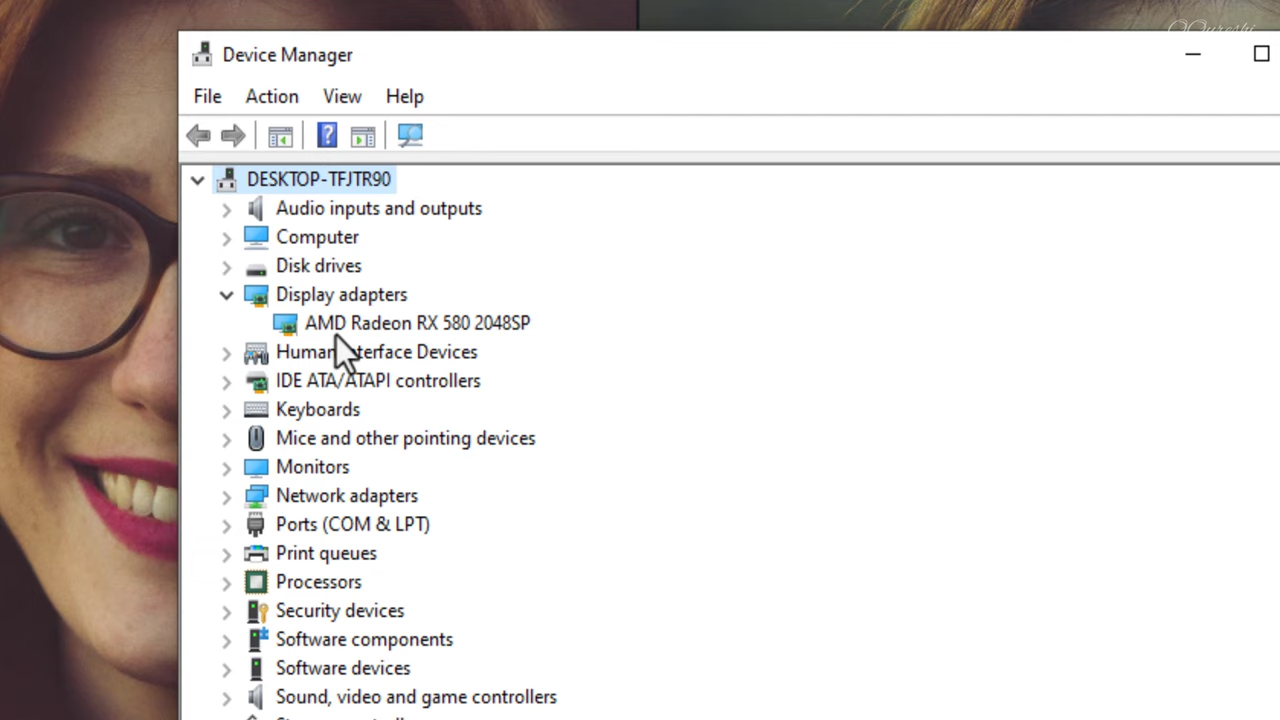 Device Manager
File Action View Help
DESKTOP-TFJTR90
Audio inputs and outputs
Computer
Disk drives
Display adapters
AMD Radeon RX 580 2048SP
Human Interface Devices
IDE ATA/ATAPI controllers
Keyboards
Mice and other pointing devices
Monitors
Network adapters
Ports (COM & LPT)
Print queues
Processors
Security devices
Software components
Software devices
Sound, video and game controllers